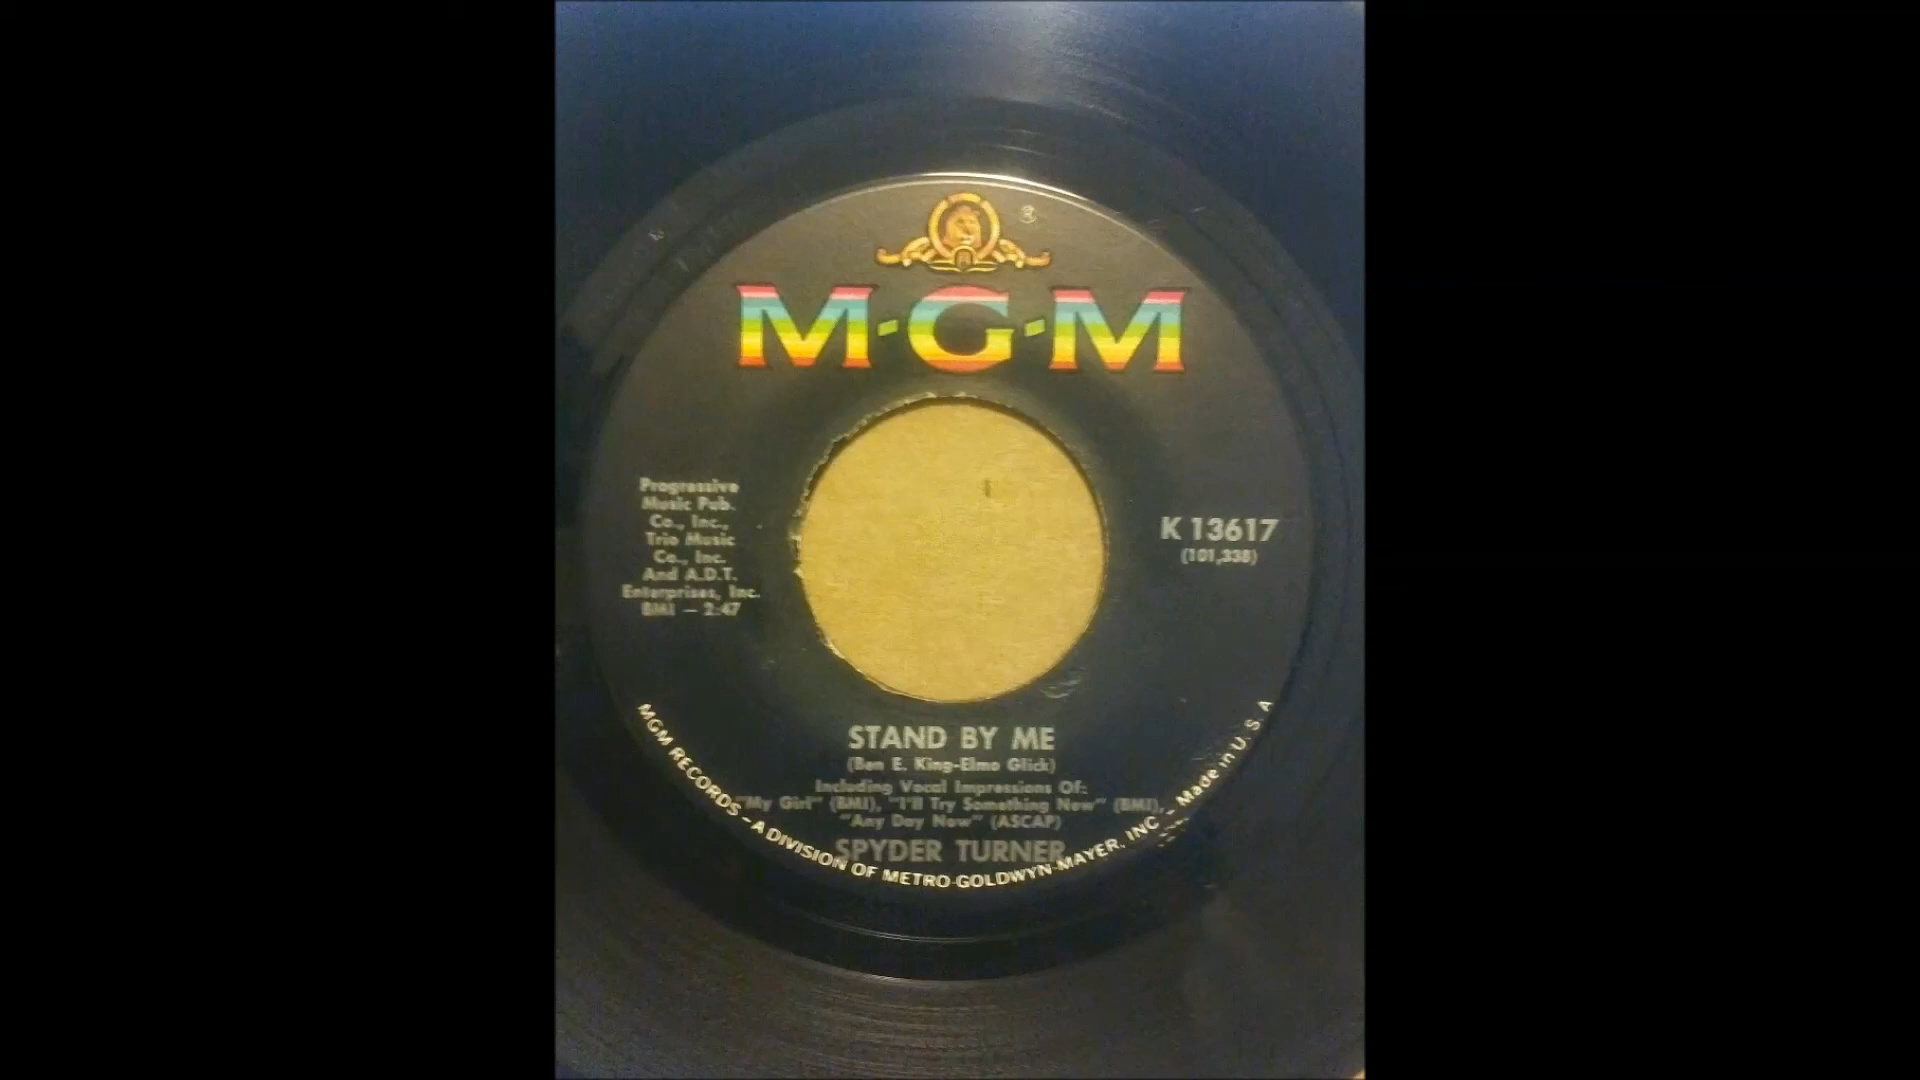 M·G·M
Progressive
Music Pub.
Co., Inc.,
Trio Music
Co., Inc.
And A.D.T.
Enterprises, Inc.
BMI — 2:47
K 13617
(101,338)
STAND BY ME
(Ben E. King-Elmo Glick)
Including Vocal Impressions Of:
"My Girl" (BMI), "I'll Try Something New" (BMI),
"Any Day Now" (ASCAP)
SPYDER TURNER
MGM RECORDS – A DIVISION OF METRO-GOLDWYN-MAYER, INC. – Made in U.S.A